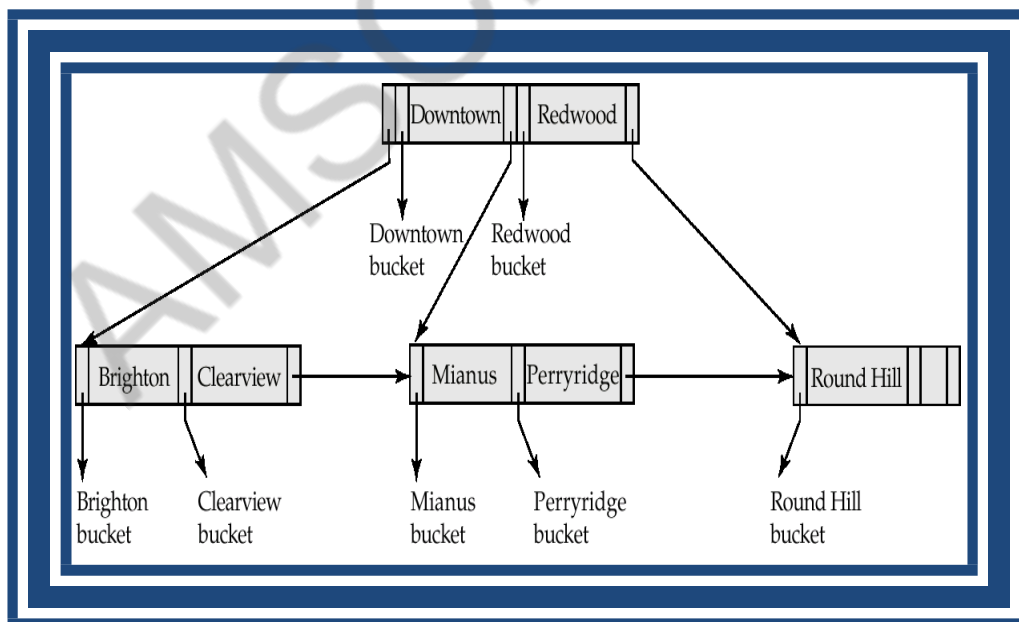 Downtown Redwood
Downtown
bucket
Redwood
bucket
Brighton Clearview
Mianus Perryridge
Round Hill
Brighton
bucket
Clearview
bucket
Mianus
bucket
Perryridge
bucket
Round Hill
bucket